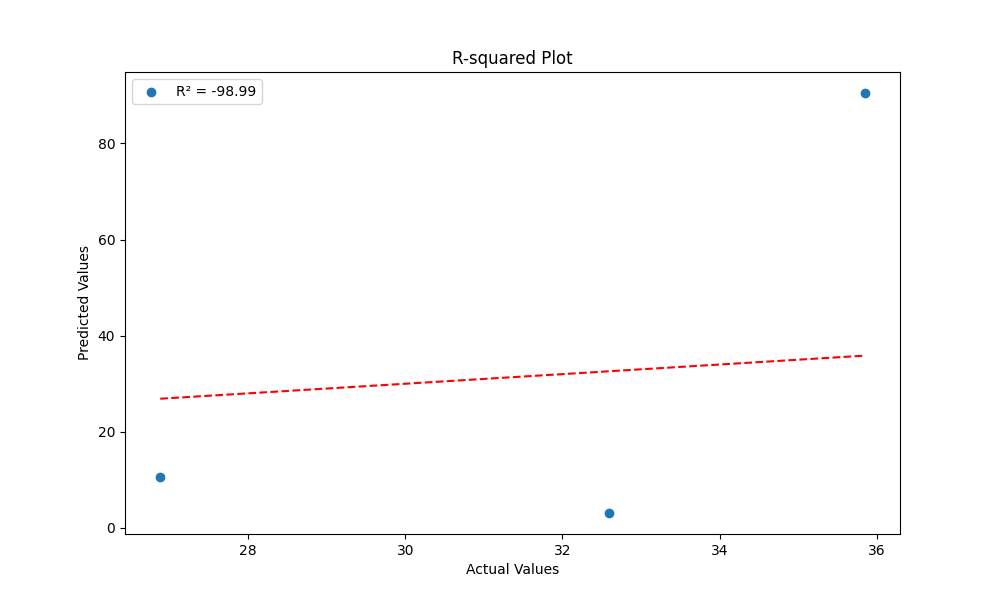 R-squared Plot
R² = -98.99
80
60
40
20
0
Predicted Values
28 30 32 34 36
Actual Values